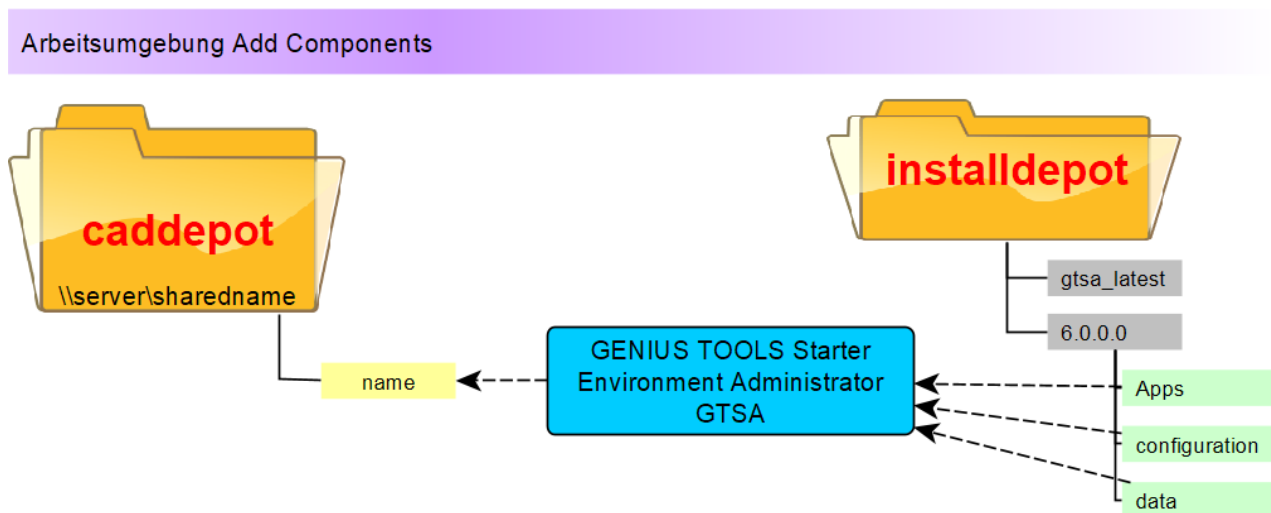 Arbeitsumgebung Add Components
caddepot
\\server\sharedname
name
GENIUS TOOLS Starter
Environment Administrator
GTSA
installdepot
gtsa_latest
6.0.0.0
Apps
configuration
data